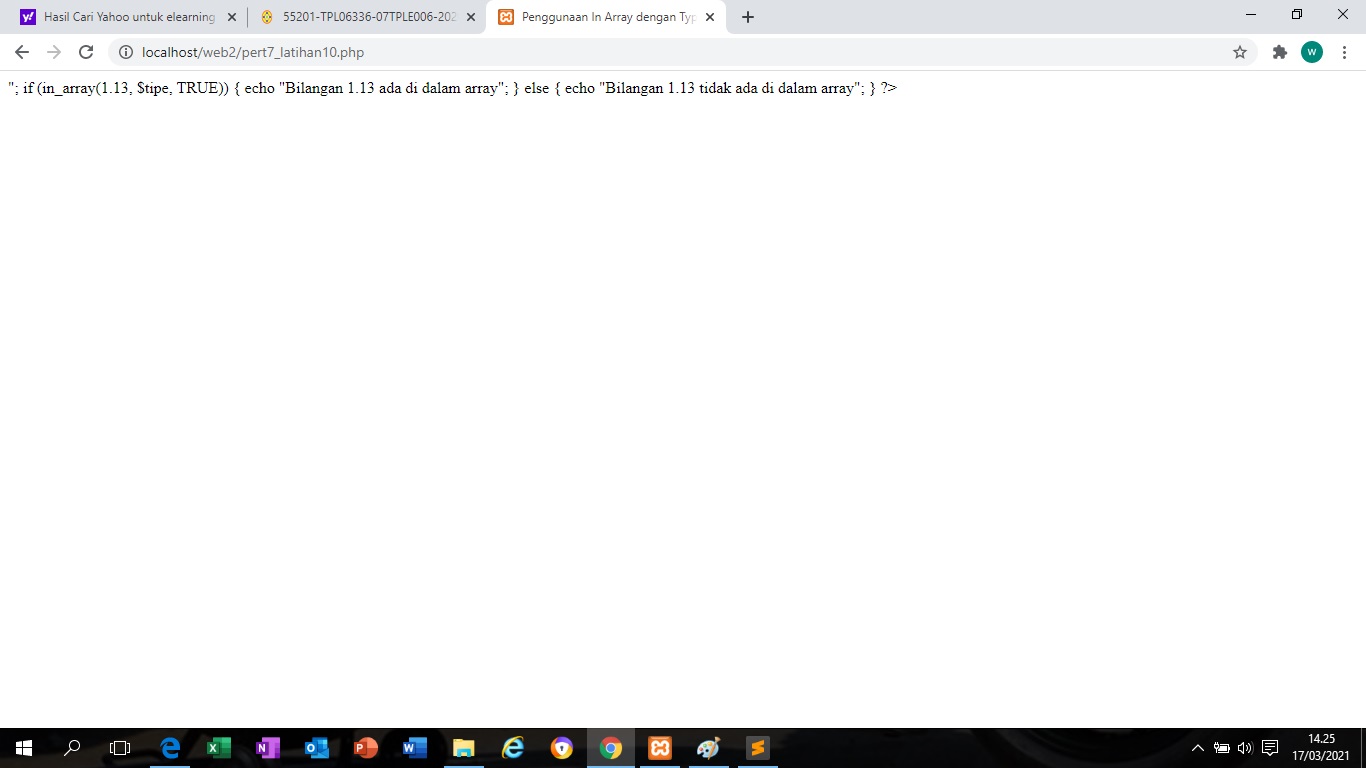 Hasil Cari Yahoo untuk elearning
55201-TPL06336-07TPLE006-202
Penggunaan In Array dengan Typ
localhost/web2/pert7_latihan10.php
W
"; if (in_array(1.13, $tipe, TRUE)) { echo "Bilangan 1.13 ada di dalam array"; } else { echo "Bilangan 1.13 tidak ada di dalam array"; } ?>
14.25
17/03/2021